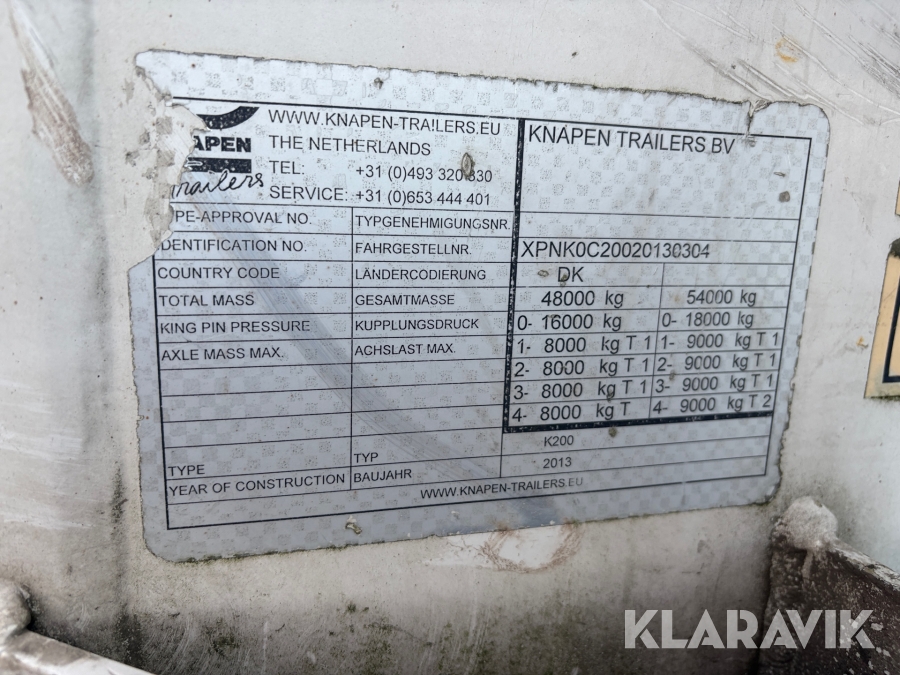 APEN
Trailers
WWW.KNAPEN-TRAILERS.EU
THE NETHERLANDS
TEL: +31 (0)493 320 330
SERVICE: +31 (0)653 444 401
KNAPEN TRAILERS BV
YPE-APPROVAL NO. TYPGENEHMIGUNGSNR.
IDENTIFICATION NO. FAHRGESTELLNR. XPNK0C20020130304
COUNTRY CODE LÄNDERCODIERUNG DK
TOTAL MASS GESAMTMASSE 48000 kg 54000 kg
KING PIN PRESSURE KUPPLUNGSDRUCK 0- 16000 kg 0- 18000 kg
AXLE MASS MAX. ACHSLAST MAX. 1- 8000 kg T 1 1- 9000 kg T 1
2- 8000 kg T 1 2- 9000 kg T 1
3- 8000 kg T 1 3- 9000 kg T 1
4- 8000 kg T 4- 9000 kg T 2
TYPE TYP K200
YEAR OF CONSTRUCTION BAUJAHR 2013
WWW.KNAPEN-TRAILERS.EU
KLARAVIK